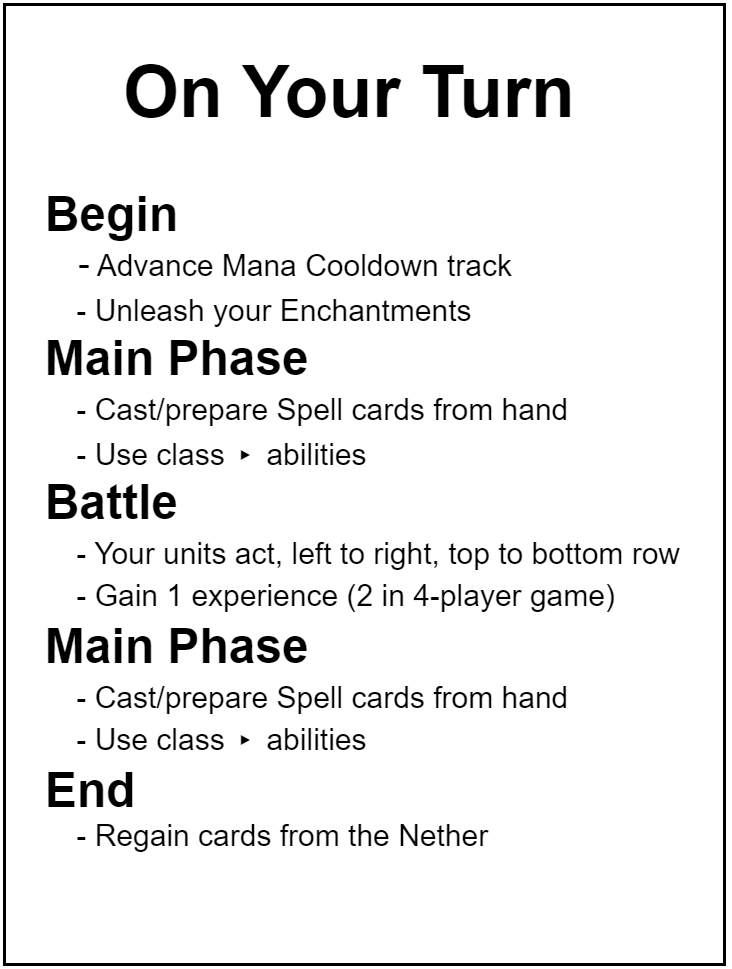 On Your Turn
Begin
- Advance Mana Cooldown track
- Unleash your Enchantments
Main Phase
- Cast/prepare Spell cards from hand
- Use class ‣ abilities
Battle
- Your units act, left to right, top to bottom row
- Gain 1 experience (2 in 4-player game)
Main Phase
- Cast/prepare Spell cards from hand
- Use class ‣ abilities
End
- Regain cards from the Nether